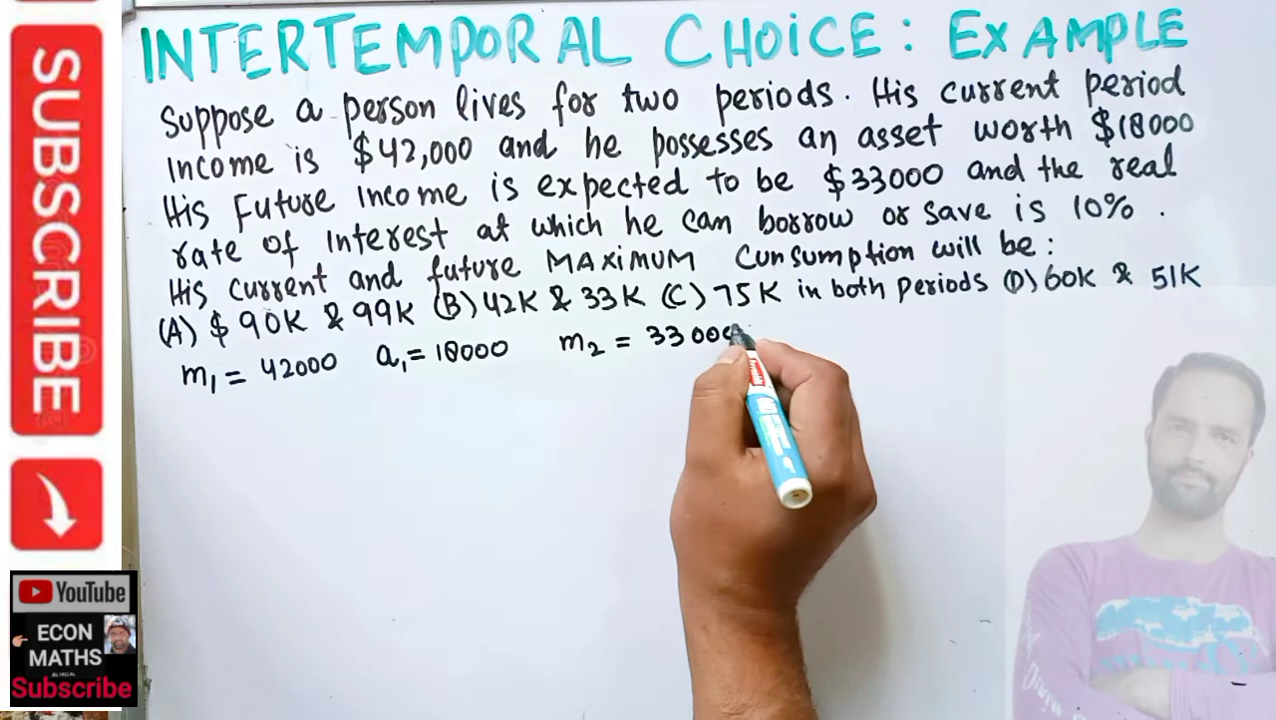 INTERTEMPORAL CHOICE: EXAMPLE
Suppose a person lives for two periods. His current period
Income is $42,000 and he possesses an asset worth $18000
His Future Income is expected to be $33000 and the real
rate of Interest at which he can borrow or save is 10%.
His current and future MAXIMUM Consumption will be:
(A) $90K & 99K (B) 42K & 33K (C) 75K in both Periods (D) 60K & 51K
m₁ = 42000 a₁ = 18000 m₂ = 33000
SUBSCRIBE
YouTube
ECON
MATHS
Subscribe